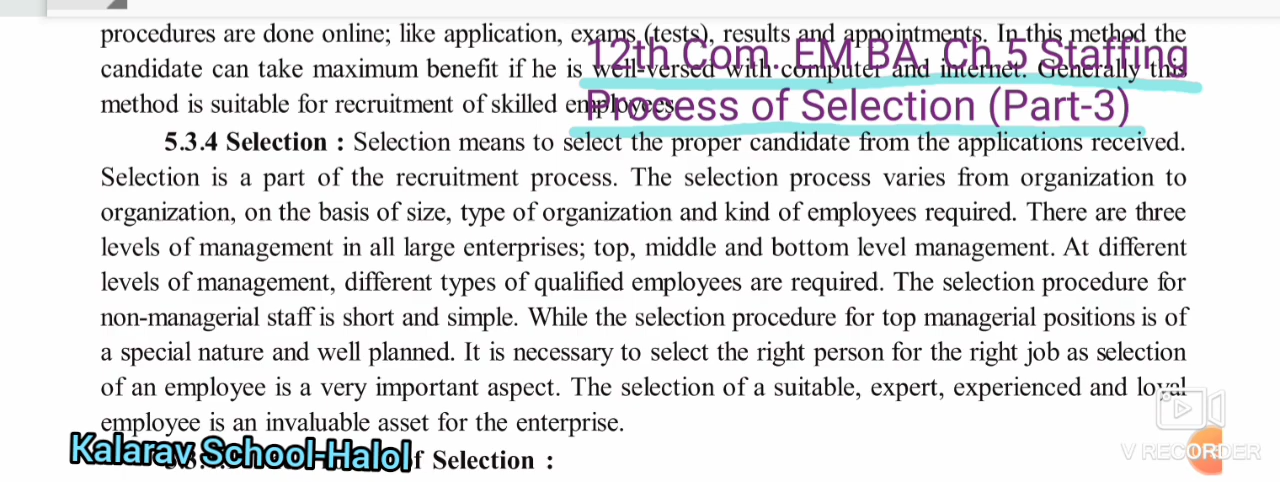 procedures are done online; like application, exams (tests), results and appointments. In this method the
12th Com. EM BA, Ch 5 Staffing
candidate can take maximum benefit if he is well-versed with computer and internet. Generally this
Process of Selection (Part-3)
method is suitable for recruitment of skilled employees.
5.3.4 Selection : Selection means to select the proper candidate from the applications received.
Selection is a part of the recruitment process. The selection process varies from organization to
organization, on the basis of size, type of organization and kind of employees required. There are three
levels of management in all large enterprises; top, middle and bottom level management. At different
levels of management, different types of qualified employees are required. The selection procedure for
non-managerial staff is short and simple. While the selection procedure for top managerial positions is of
a special nature and well planned. It is necessary to select the right person for the right job as selection
of an employee is a very important aspect. The selection of a suitable, expert, experienced and loyal
employee is an invaluable asset for the enterprise.
Kalarav School-Halol
of Selection :
V RECORDER